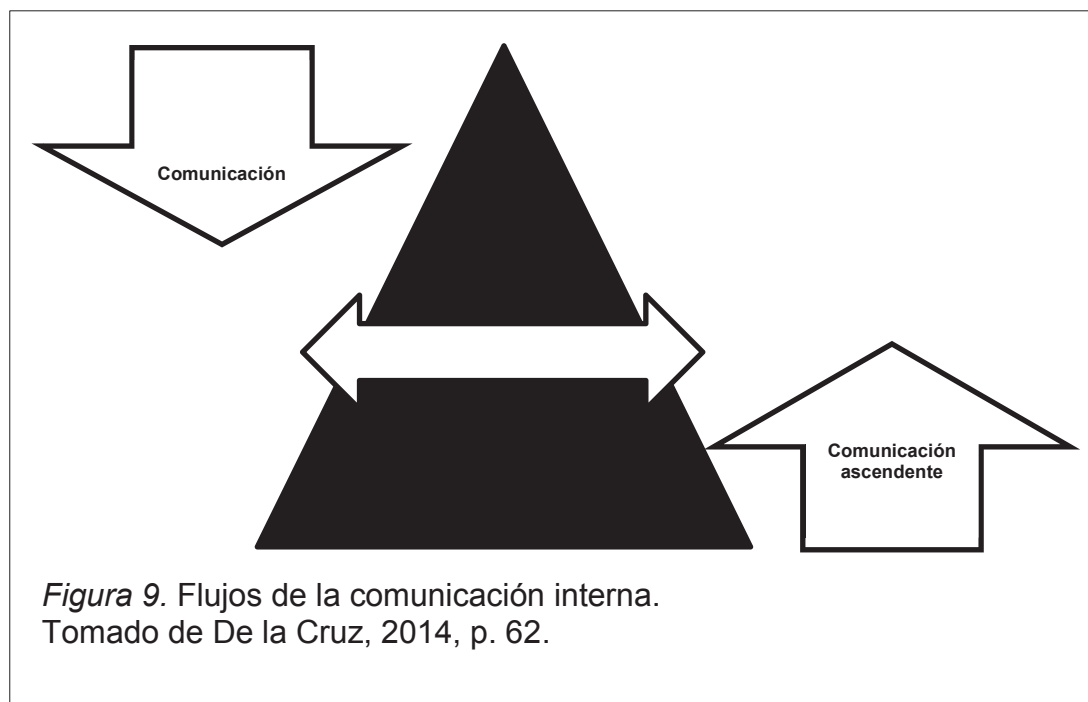 Comunicación
Comunicación
ascendente
Figura 9. Flujos de la comunicación interna.
Tomado de De la Cruz, 2014, p. 62.